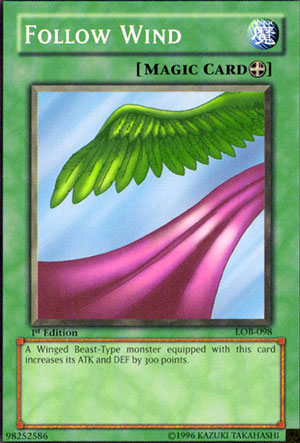 FOLLOW WIND
魔
[MAGIC CARD]
1st Edition
LOB-098
A Winged Beast-Type monster equipped with this card
increases its ATK and DEF by 300 points.
98252586
©1996 KAZUKI TAKAHASHI